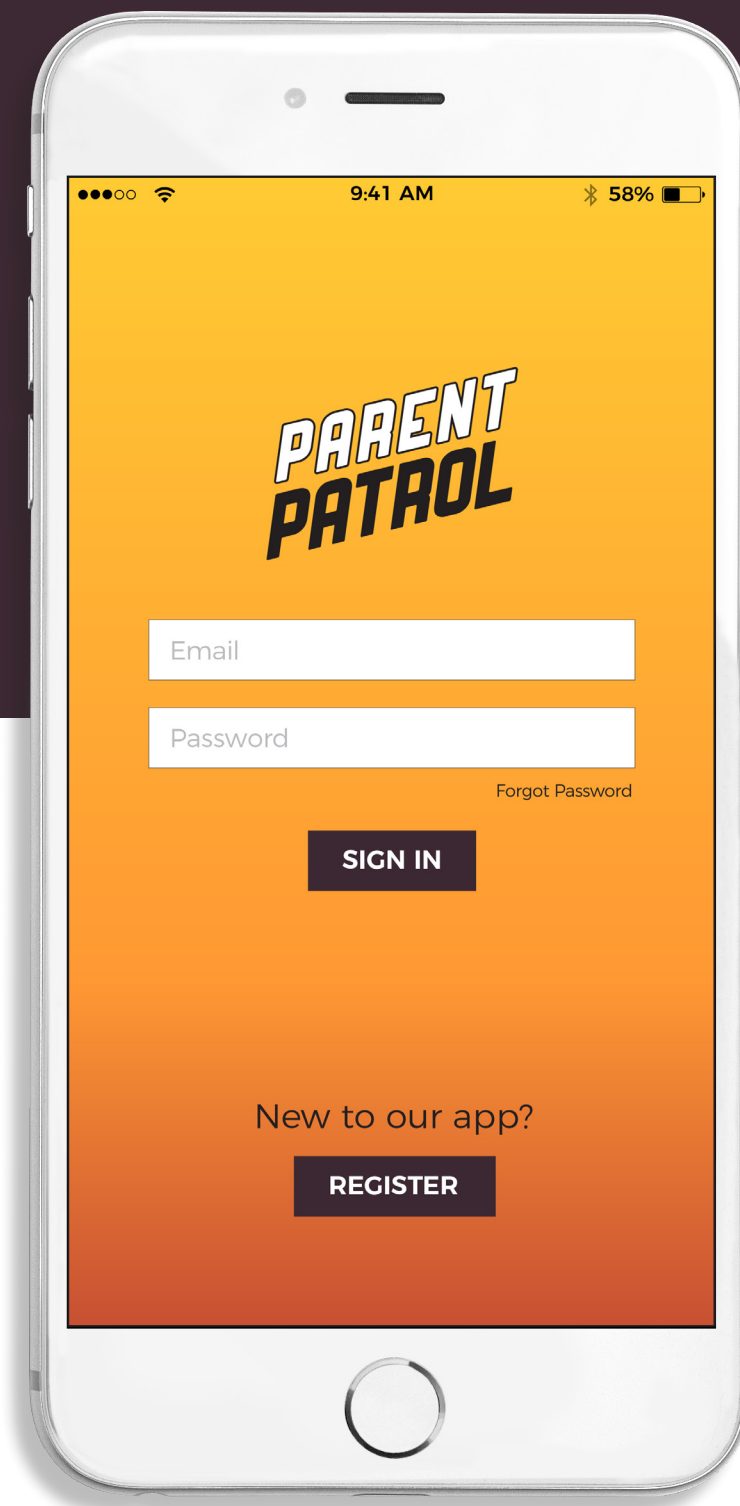 9:41 AM
58%
PARENT
PATROL
Email
Password
Forgot Password
SIGN IN
New to our app?
REGISTER